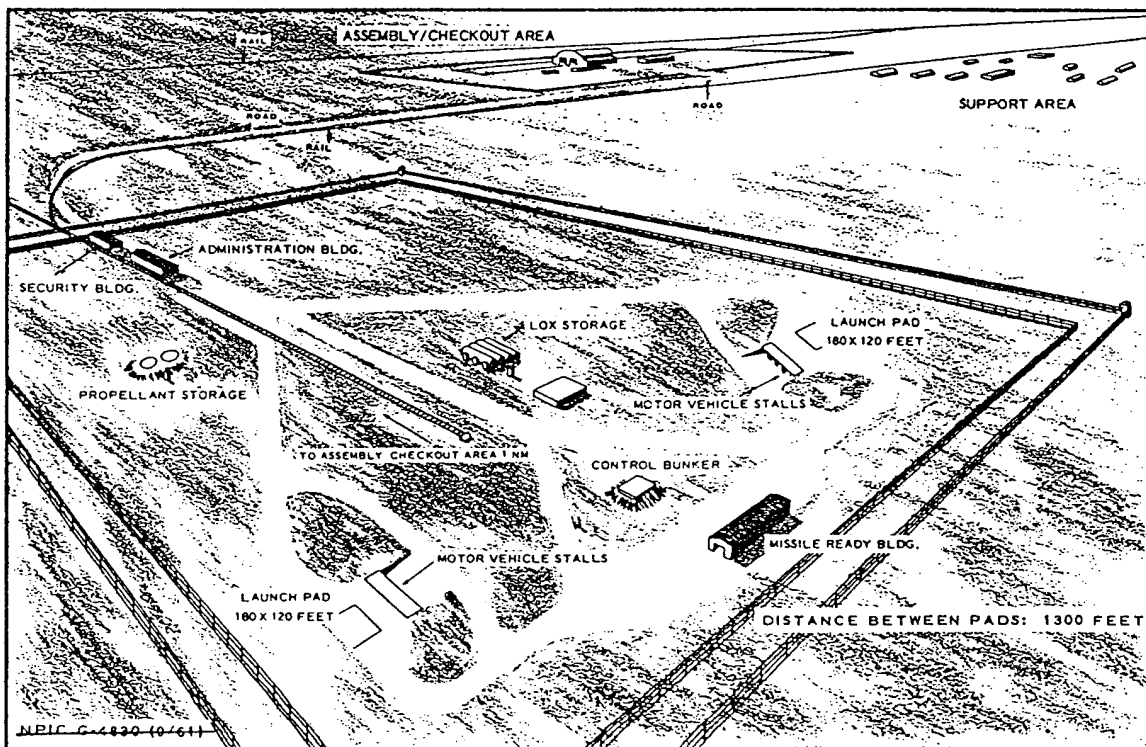 RAIL
ASSEMBLY/CHECKOUT AREA
ROAD
SUPPORT AREA
ROAD
RAIL
ADMINISTRATION BLDG.
SECURITY BLDG.
LOX STORAGE
LAUNCH PAD
180 X 120 FEET
PROPELLANT STORAGE
MOTOR VEHICLE STALLS
TO ASSEMBLY CHECKOUT AREA 1 NM
CONTROL BUNKER
MISSILE READY BLDG.
MOTOR VEHICLE STALLS
LAUNCH PAD
180 X 120 FEET
DISTANCE BETWEEN PADS: 1300 FEET
NPIC G-4830 (9/61)